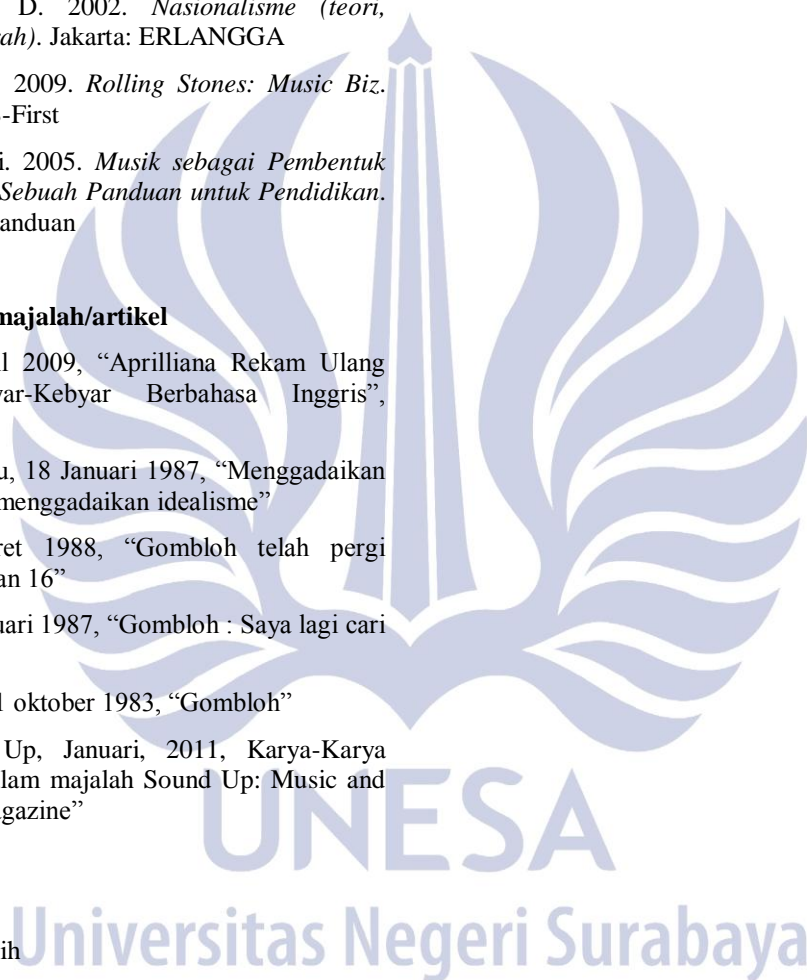 D. 2002. Nasionalisme (teori,
rah). Jakarta: ERLANGGA
2009. Rolling Stones: Music Biz.
-First
i. 2005. Musik sebagai Pembentuk
Sebuah Panduan untuk Pendidikan.
anduan
majalah/artikel
l 2009, “Aprilliana Rekam Ulang
yar-Kebyar Berbahasa Inggris”,
u, 18 Januari 1987, “Menggadaikan
menggadaikan idealisme”
ret 1988, “Gombloh telah pergi
an 16”
uari 1987, “Gombloh : Saya lagi cari
1 oktober 1983, “Gombloh”
Up, Januari, 2011, Karya-Karya
lam majalah Sound Up: Music and
gazine”
UNESA
ih
Universitas Negeri Surabaya